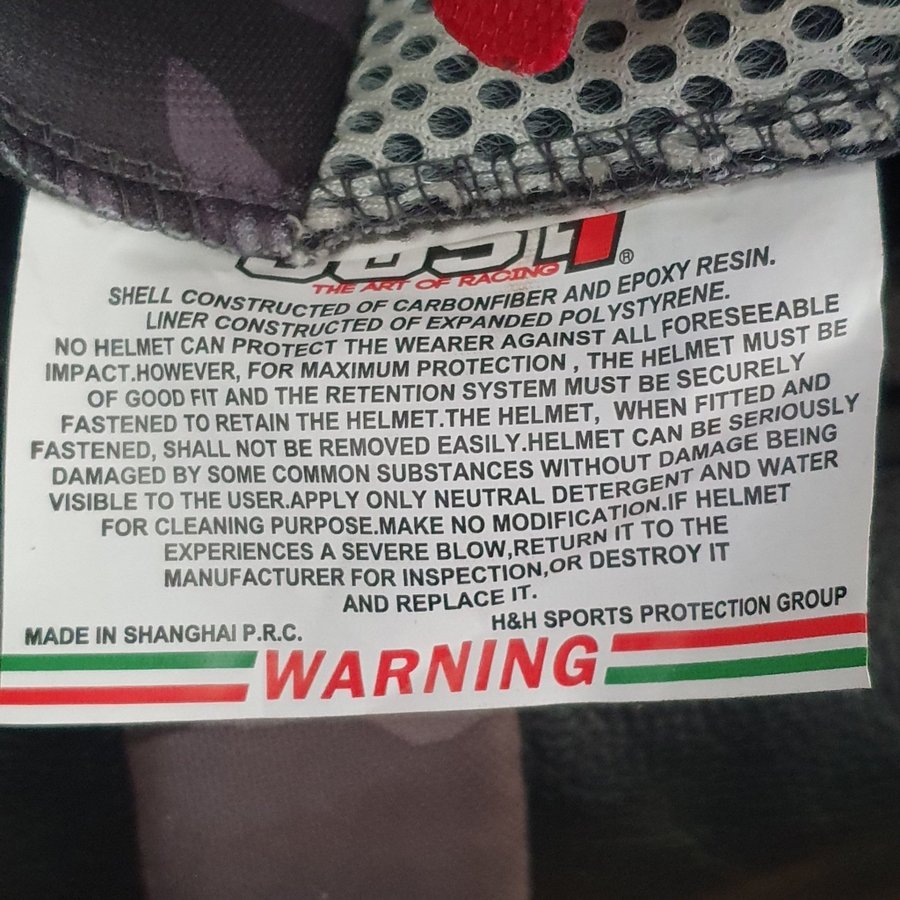 JUST1®
THE ART OF RACING
SHELL CONSTRUCTED OF CARBONFIBER AND EPOXY RESIN.
LINER CONSTRUCTED OF EXPANDED POLYSTYRENE.
NO HELMET CAN PROTECT THE WEARER AGAINST ALL FORESEEABLE
IMPACT.HOWEVER, FOR MAXIMUM PROTECTION , THE HELMET MUST BE
OF GOOD FIT AND THE RETENTION SYSTEM MUST BE SECURELY
FASTENED TO RETAIN THE HELMET.THE HELMET, WHEN FITTED AND
FASTENED, SHALL NOT BE REMOVED EASILY.HELMET CAN BE SERIOUSLY
DAMAGED BY SOME COMMON SUBSTANCES WITHOUT DAMAGE BEING
VISIBLE TO THE USER.APPLY ONLY NEUTRAL DETERGENT AND WATER
FOR CLEANING PURPOSE.MAKE NO MODIFICATION.IF HELMET
EXPERIENCES A SEVERE BLOW,RETURN IT TO THE
MANUFACTURER FOR INSPECTION,OR DESTROY IT
AND REPLACE IT.
H&H SPORTS PROTECTION GROUP
MADE IN SHANGHAI P.R.C.
WARNING